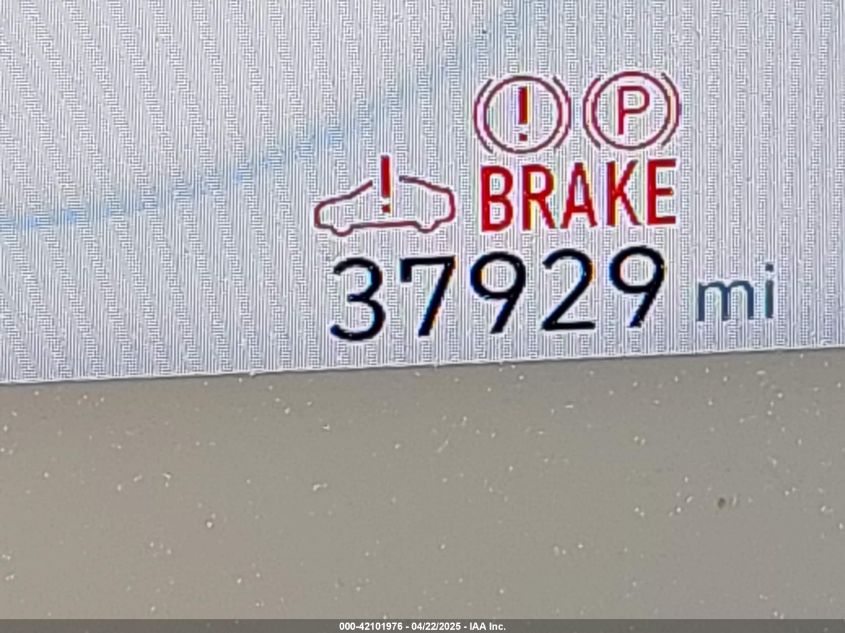 ! P
! BRAKE
37929 mi
000-42101976 - 04/22/2025 - IAA Inc.